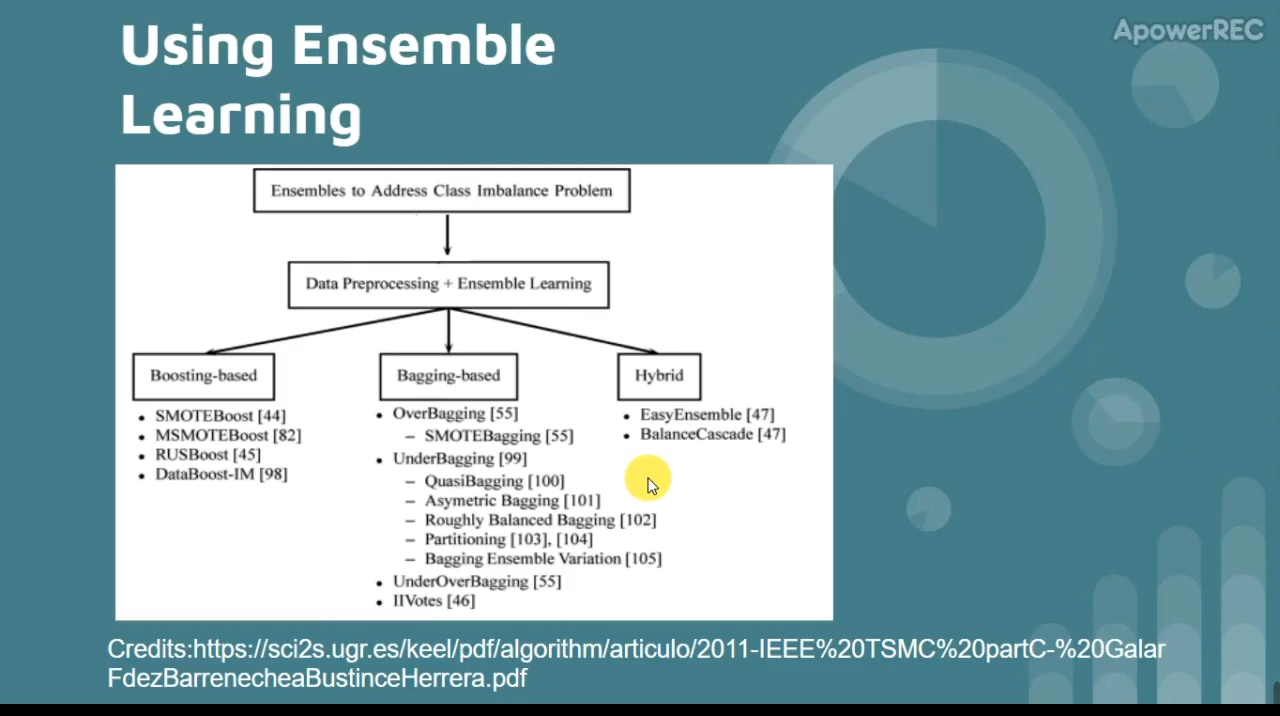 ApowerREC
Using Ensemble
Learning
Ensembles to Address Class Imbalance Problem
Data Preprocessing + Ensemble Learning
Boosting-based
• SMOTEBoost [44]
• MSMOTEBoost [82]
• RUSBoost [45]
• DataBoost-IM [98]
Bagging-based
• OverBagging [55]
– SMOTEBagging [55]
• UnderBagging [99]
– QuasiBagging [100]
– Asymetric Bagging [101]
– Roughly Balanced Bagging [102]
– Partitioning [103], [104]
– Bagging Ensemble Variation [105]
• UnderOverBagging [55]
• IIVotes [46]
Hybrid
• EasyEnsemble [47]
• BalanceCascade [47]
Credits:https://sci2s.ugr.es/keel/pdf/algorithm/articulo/2011-IEEE%20TSMC%20partC-%20Galar
FdezBarrenecheaBustinceHerrera.pdf